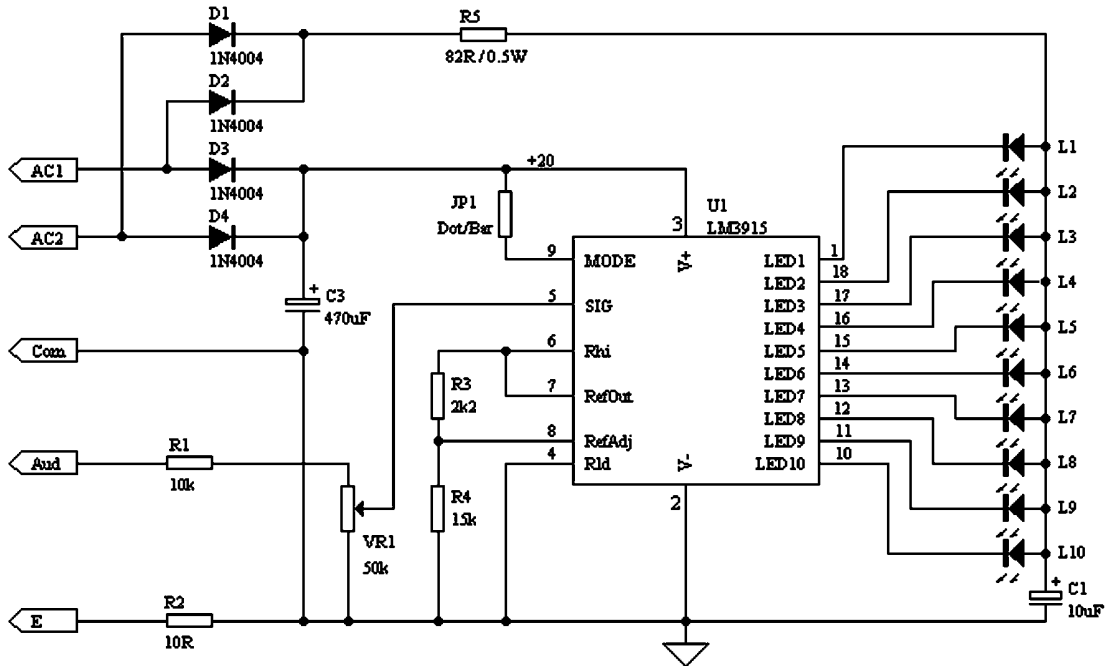 D1
1N4004
R5
82R/0.5W
D2
1N4004
AC1
D3
1N4004
+20
L1
JP1
Dot/Bar
U1
LM3915
L2
AC2
D4
1N4004
3
V+
L3
9
MODE
LED1
1
C3
+
470uF
5
SIG
LED2
18
L4
LED3
17
LED4
16
L5
Com
6
Rhi
LED5
15
L6
R3
2k2
7
RefOut
LED6
14
LED7
13
L7
8
RefAdj
LED8
12
Aud
R1
10k
4
Rld
LED9
11
L8
V-
LED10
10
R4
15k
2
L9
VR1
50k
L10
E
R2
10R
+
C1
10uF